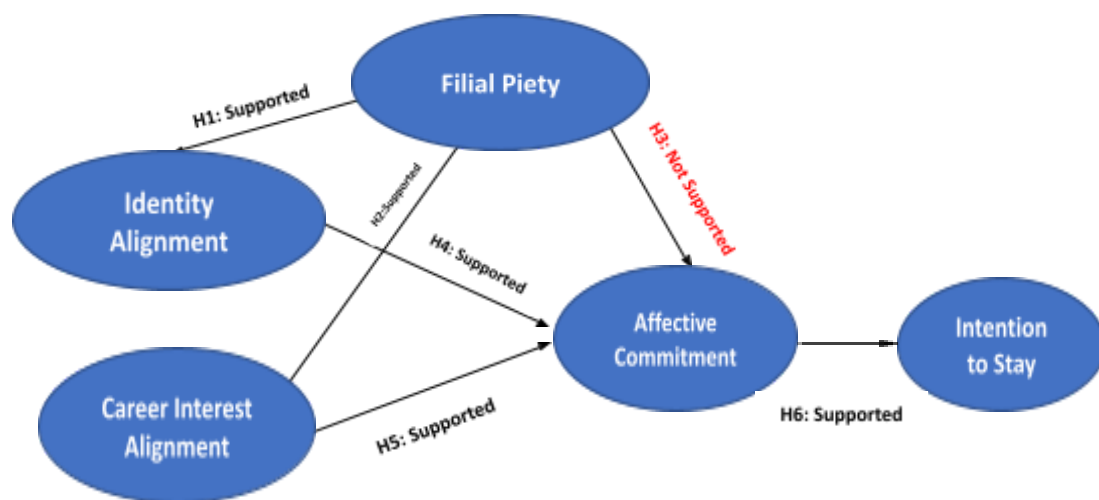 Filial Piety
H1: Supported
H2:Supported
H3: Not Supported
Identity
Alignment
H4: Supported
Affective
Commitment
Intention
to Stay
Career Interest
Alignment
H5: Supported
H6: Supported